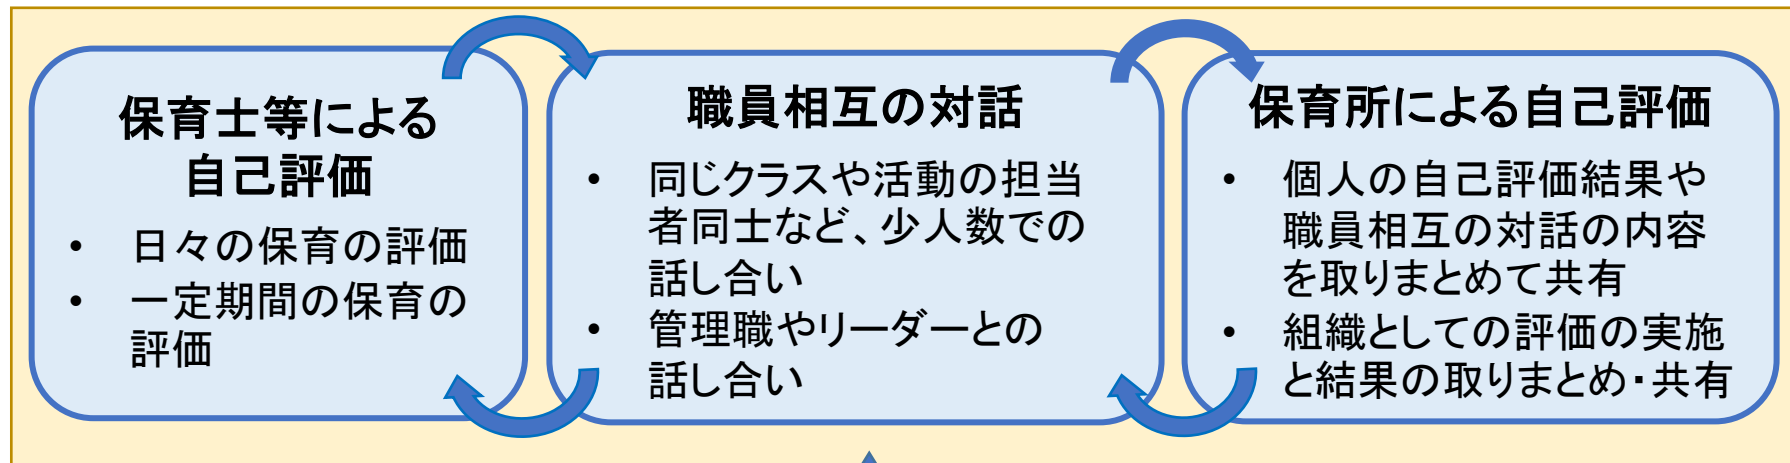 保育士等による
自己評価
• 日々の保育の評価
• 一定期間の保育の
評価
職員相互の対話
• 同じクラスや活動の担当
者同士など、少人数での
話し合い
• 管理職やリーダーとの
話し合い
保育所による自己評価
• 個人の自己評価結果や
職員相互の対話の内容
を取りまとめて共有
• 組織としての評価の実施
と結果の取りまとめ・共有